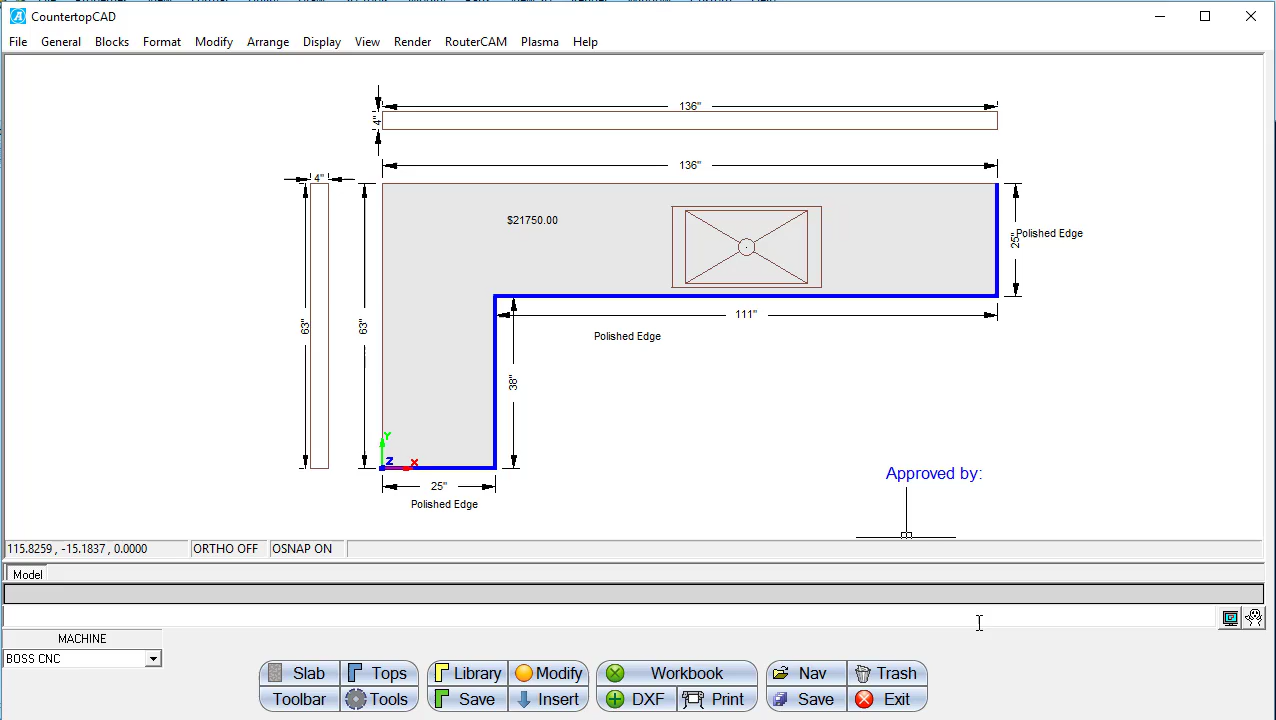 CountertopCAD
File General Blocks Format Modify Arrange Display View Render RouterCAM Plasma Help
136"
4"
136"
4"
$21750.00
25"
Polished Edge
63"
63"
111"
Polished Edge
38"
Y
Z X
25"
Polished Edge
Approved by:
115.8259 , -15.1837 , 0.0000 ORTHO OFF OSNAP ON
Model
MACHINE
BOSS CNC
Slab Tops Library Modify Workbook Nav Trash
Toolbar Tools Save Insert DXF Print Save Exit